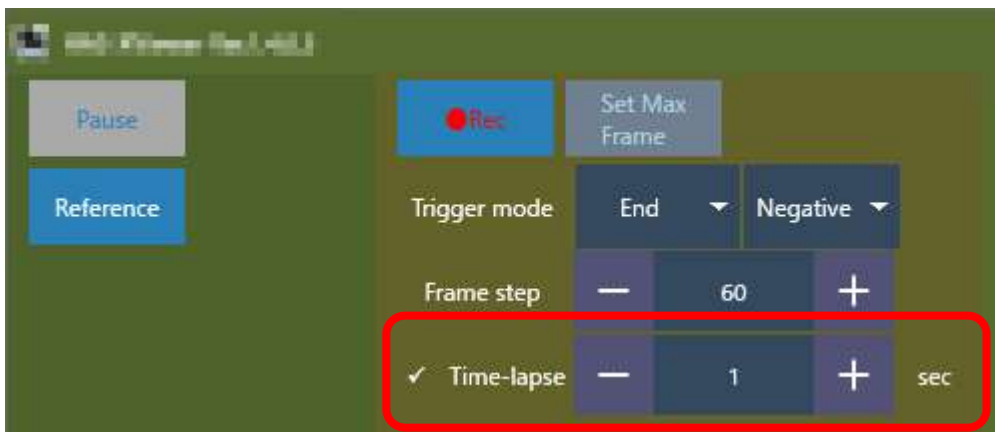 Pause
Rec
Set Max
Frame
Reference
Trigger mode End Negative
Frame step − 60 +
✓ Time-lapse − 1 + sec